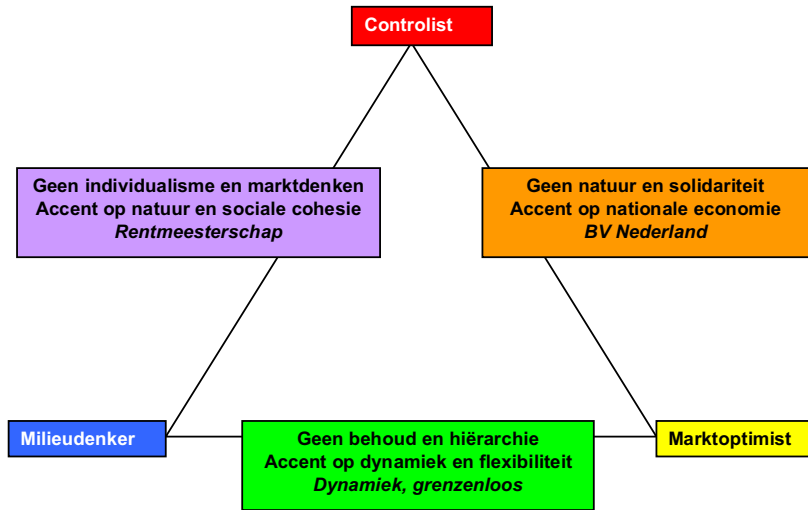 Controlist
Geen individualisme en marktdenken
Accent op natuur en sociale cohesie
Rentmeesterschap
Geen natuur en solidariteit
Accent op nationale economie
BV Nederland
Milieudenker
Geen behoud en hiërarchie
Accent op dynamiek en flexibiliteit
Dynamiek, grenzenloos
Marktoptimist